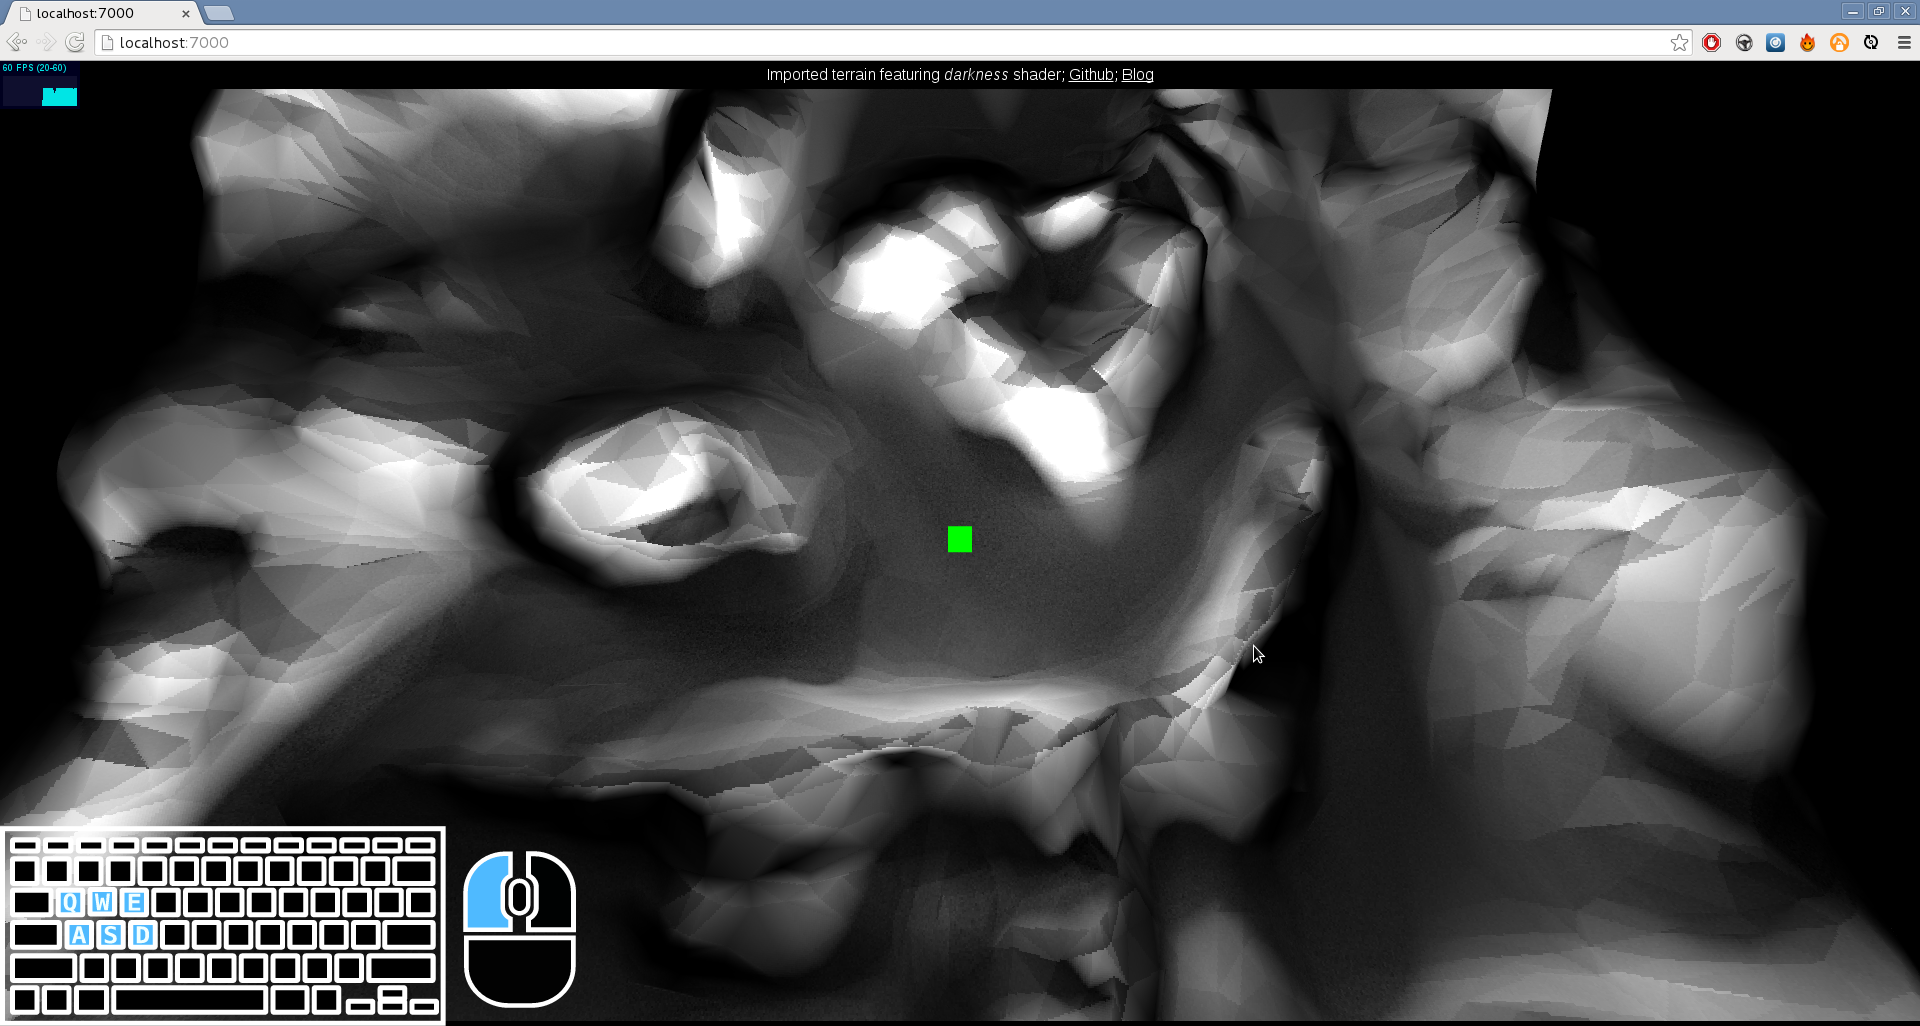 localhost:7000
localhost:7000
60 FPS (20-60)
Imported terrain featuring darkness shader; Github; Blog
Q W E
A S D